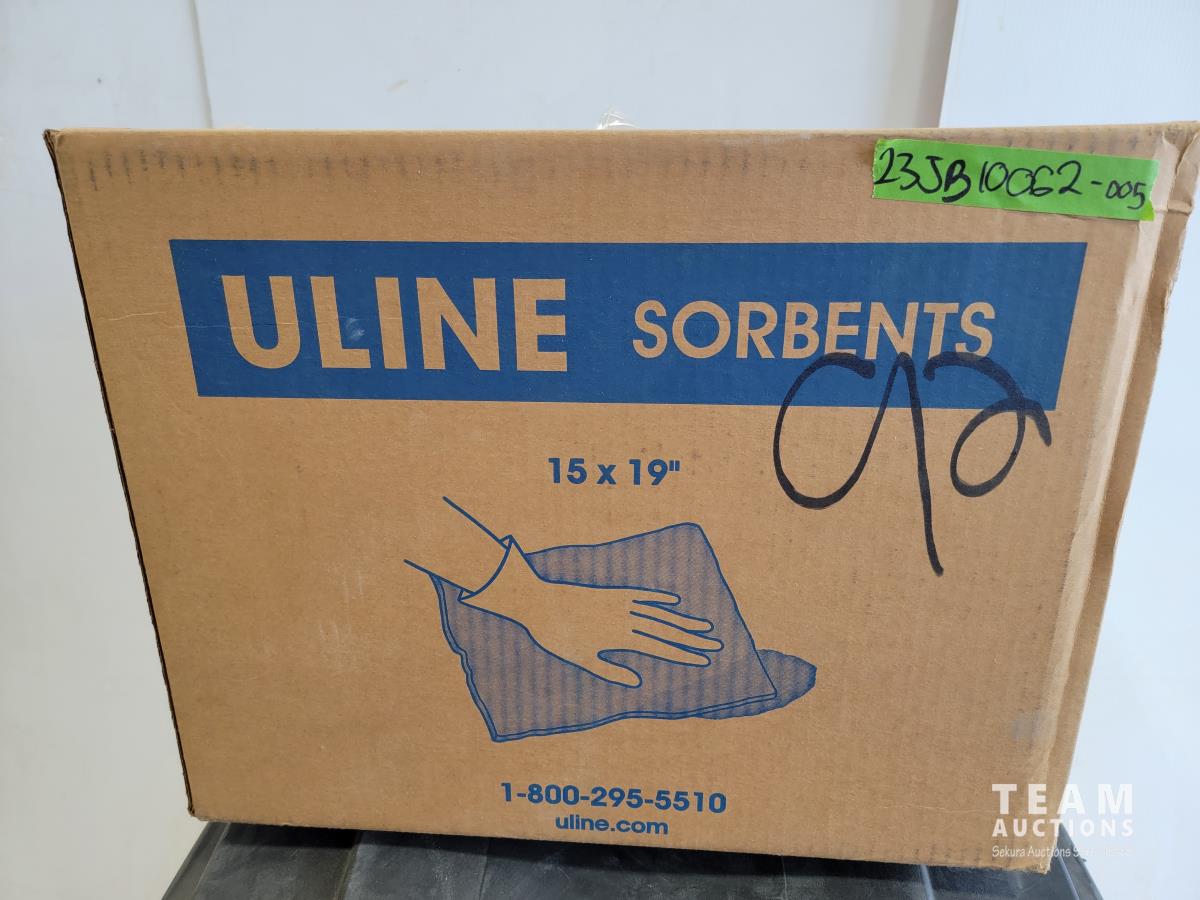 23JB10062-005
ULINE SORBENTS
15 x 19"
1-800-295-5510
uline.com
TEAM
AUCTIONS